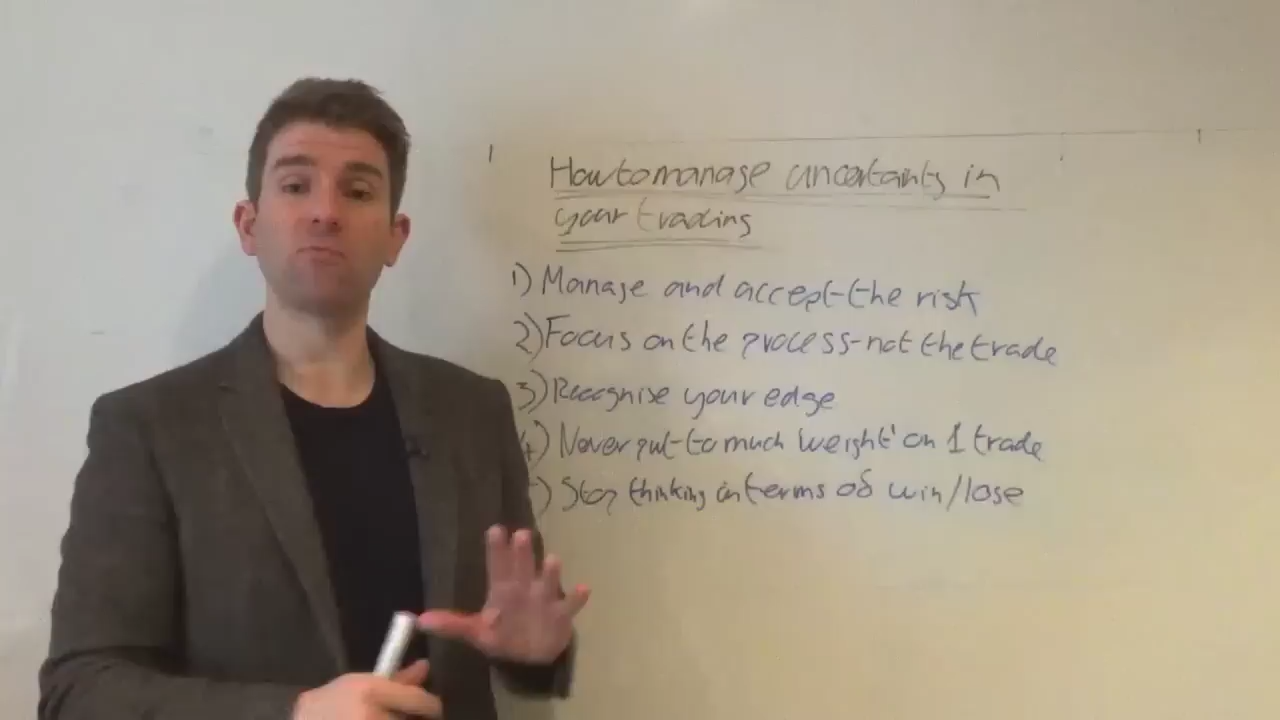 How to manage uncertainty in
your trading
1) Manage and accept the risk
2) Focus on the process - not the trade
3) Recognise your edge
4) Never put to much 'weight' on 1 trade
) Stop thinking in terms of win/lose